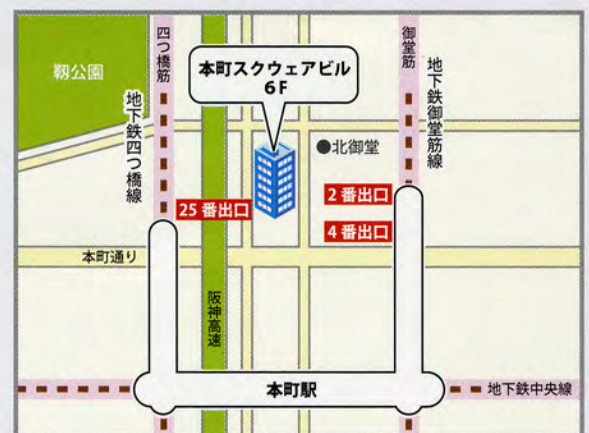 靱公園
四つ橋筋
地下鉄四つ橋線
本町スクウェアビル
6F
御堂筋
地下鉄御堂筋線
●北御堂
25番出口
2番出口
4番出口
本町通り
阪神高速
本町駅
地下鉄中央線